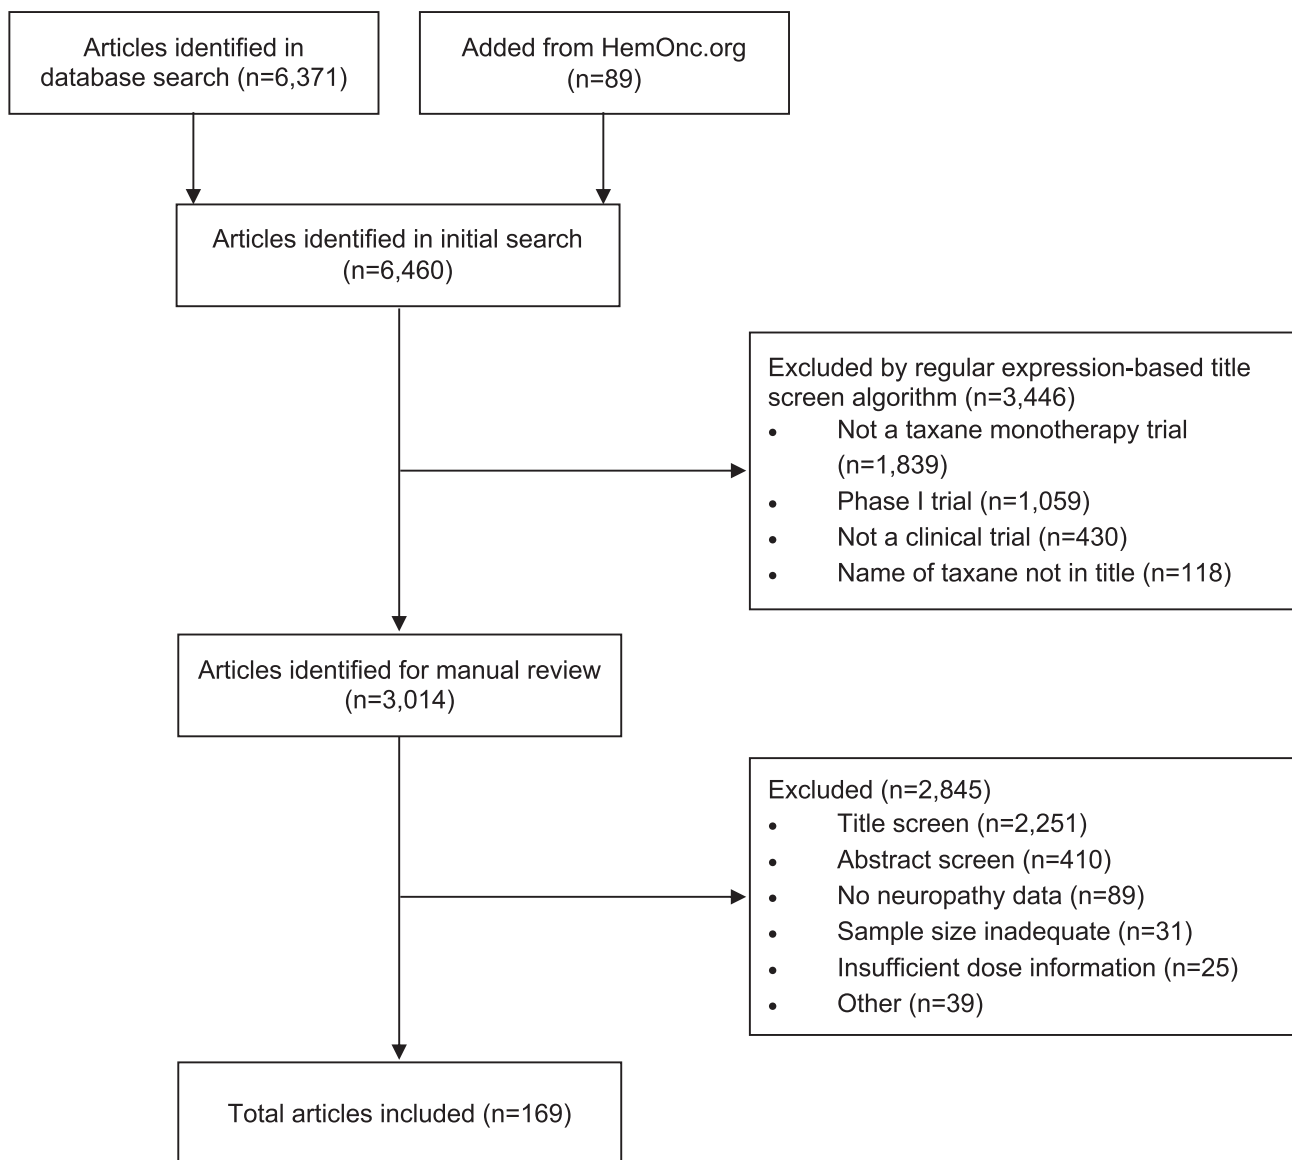 Articles identified in
database search (n=6,371)
Added from HemOnc.org
(n=89)
Articles identified in initial search
(n=6,460)
Excluded by regular expression-based title
screen algorithm (n=3,446)
• Not a taxane monotherapy trial
(n=1,839)
• Phase I trial (n=1,059)
• Not a clinical trial (n=430)
• Name of taxane not in title (n=118)
Articles identified for manual review
(n=3,014)
Excluded (n=2,845)
• Title screen (n=2,251)
• Abstract screen (n=410)
• No neuropathy data (n=89)
• Sample size inadequate (n=31)
• Insufficient dose information (n=25)
• Other (n=39)
Total articles included (n=169)